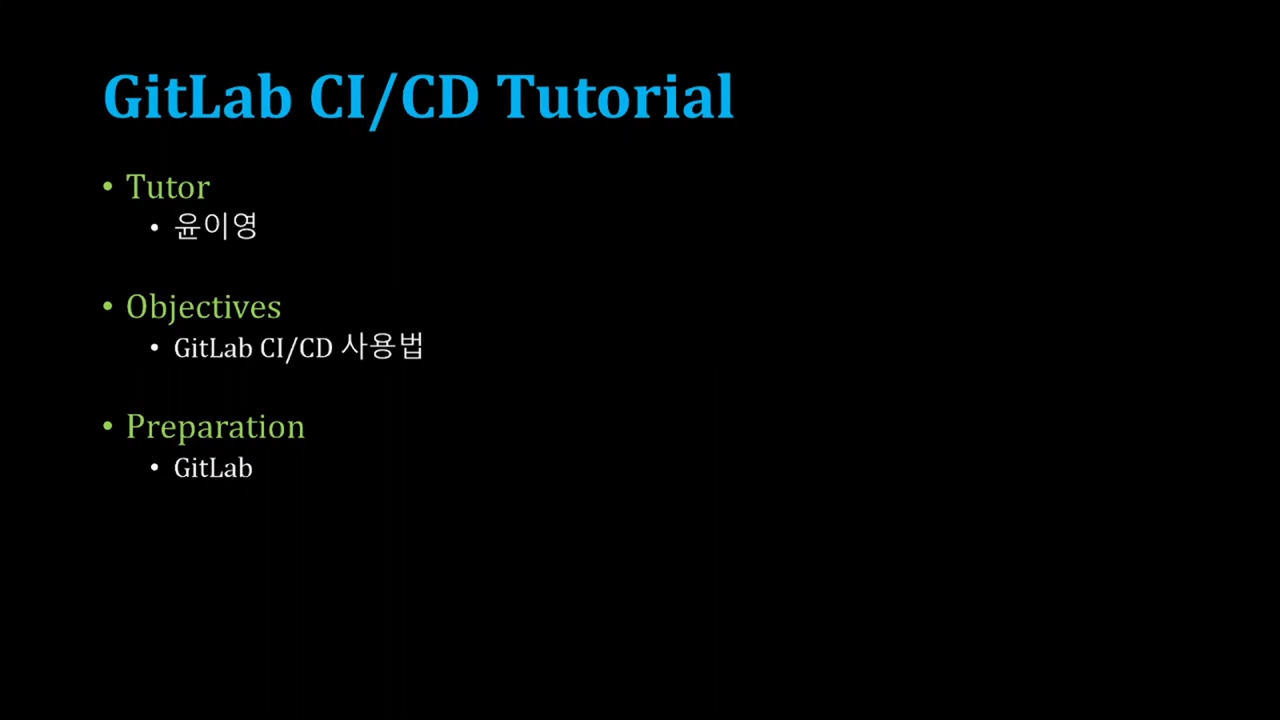 GitLab CI/CD Tutorial
• Tutor
• 윤이영
• Objectives
• GitLab CI/CD 사용법
• Preparation
• GitLab